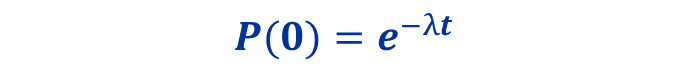 P(0) = e^{-λt}